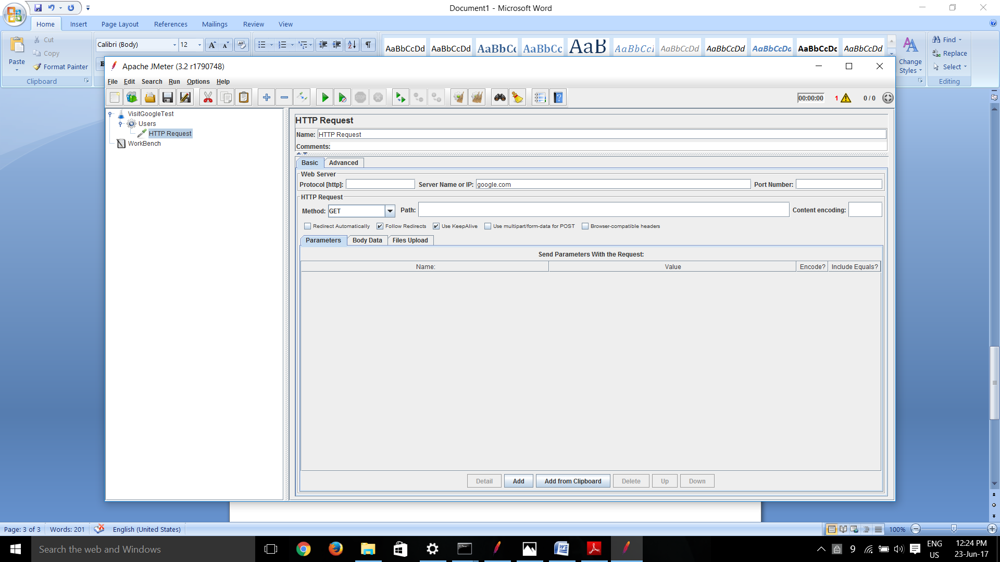 Document1 - Microsoft Word
Home Insert Page Layout References Mailings Review View
Paste
Cut
Copy
Format Painter
Clipboard
Calibri (Body) 12
AaBbCcDd AaBbCcDd AaBbCc AaBbCc AaB AaBbCcI AaBbCcDd AaBbCcDd AaBbCcDd AaBbCcDc AaBbCcDd
Change Styles
Find
Replace
Select
Editing
Apache JMeter (3.2 r1790748)
File Edit Search Run Options Help
00:00:00 1 0 / 0
VisitGoogleTest
Users
HTTP Request
WorkBench
HTTP Request
Name: HTTP Request
Comments:
Basic Advanced
Web Server
Protocol [http]: Server Name or IP: google.com Port Number:
HTTP Request
Method: GET Path: Content encoding:
Redirect Automatically Follow Redirects Use KeepAlive Use multipart/form-data for POST Browser-compatible headers
Parameters Body Data Files Upload
Send Parameters With the Request:
Name: Value Encode? Include Equals?
Detail Add Add from Clipboard Delete Up Down
Page: 3 of 3 Words: 201 English (United States) 100%
Search the web and Windows
9
ENG
US
12:24 PM
23-Jun-17